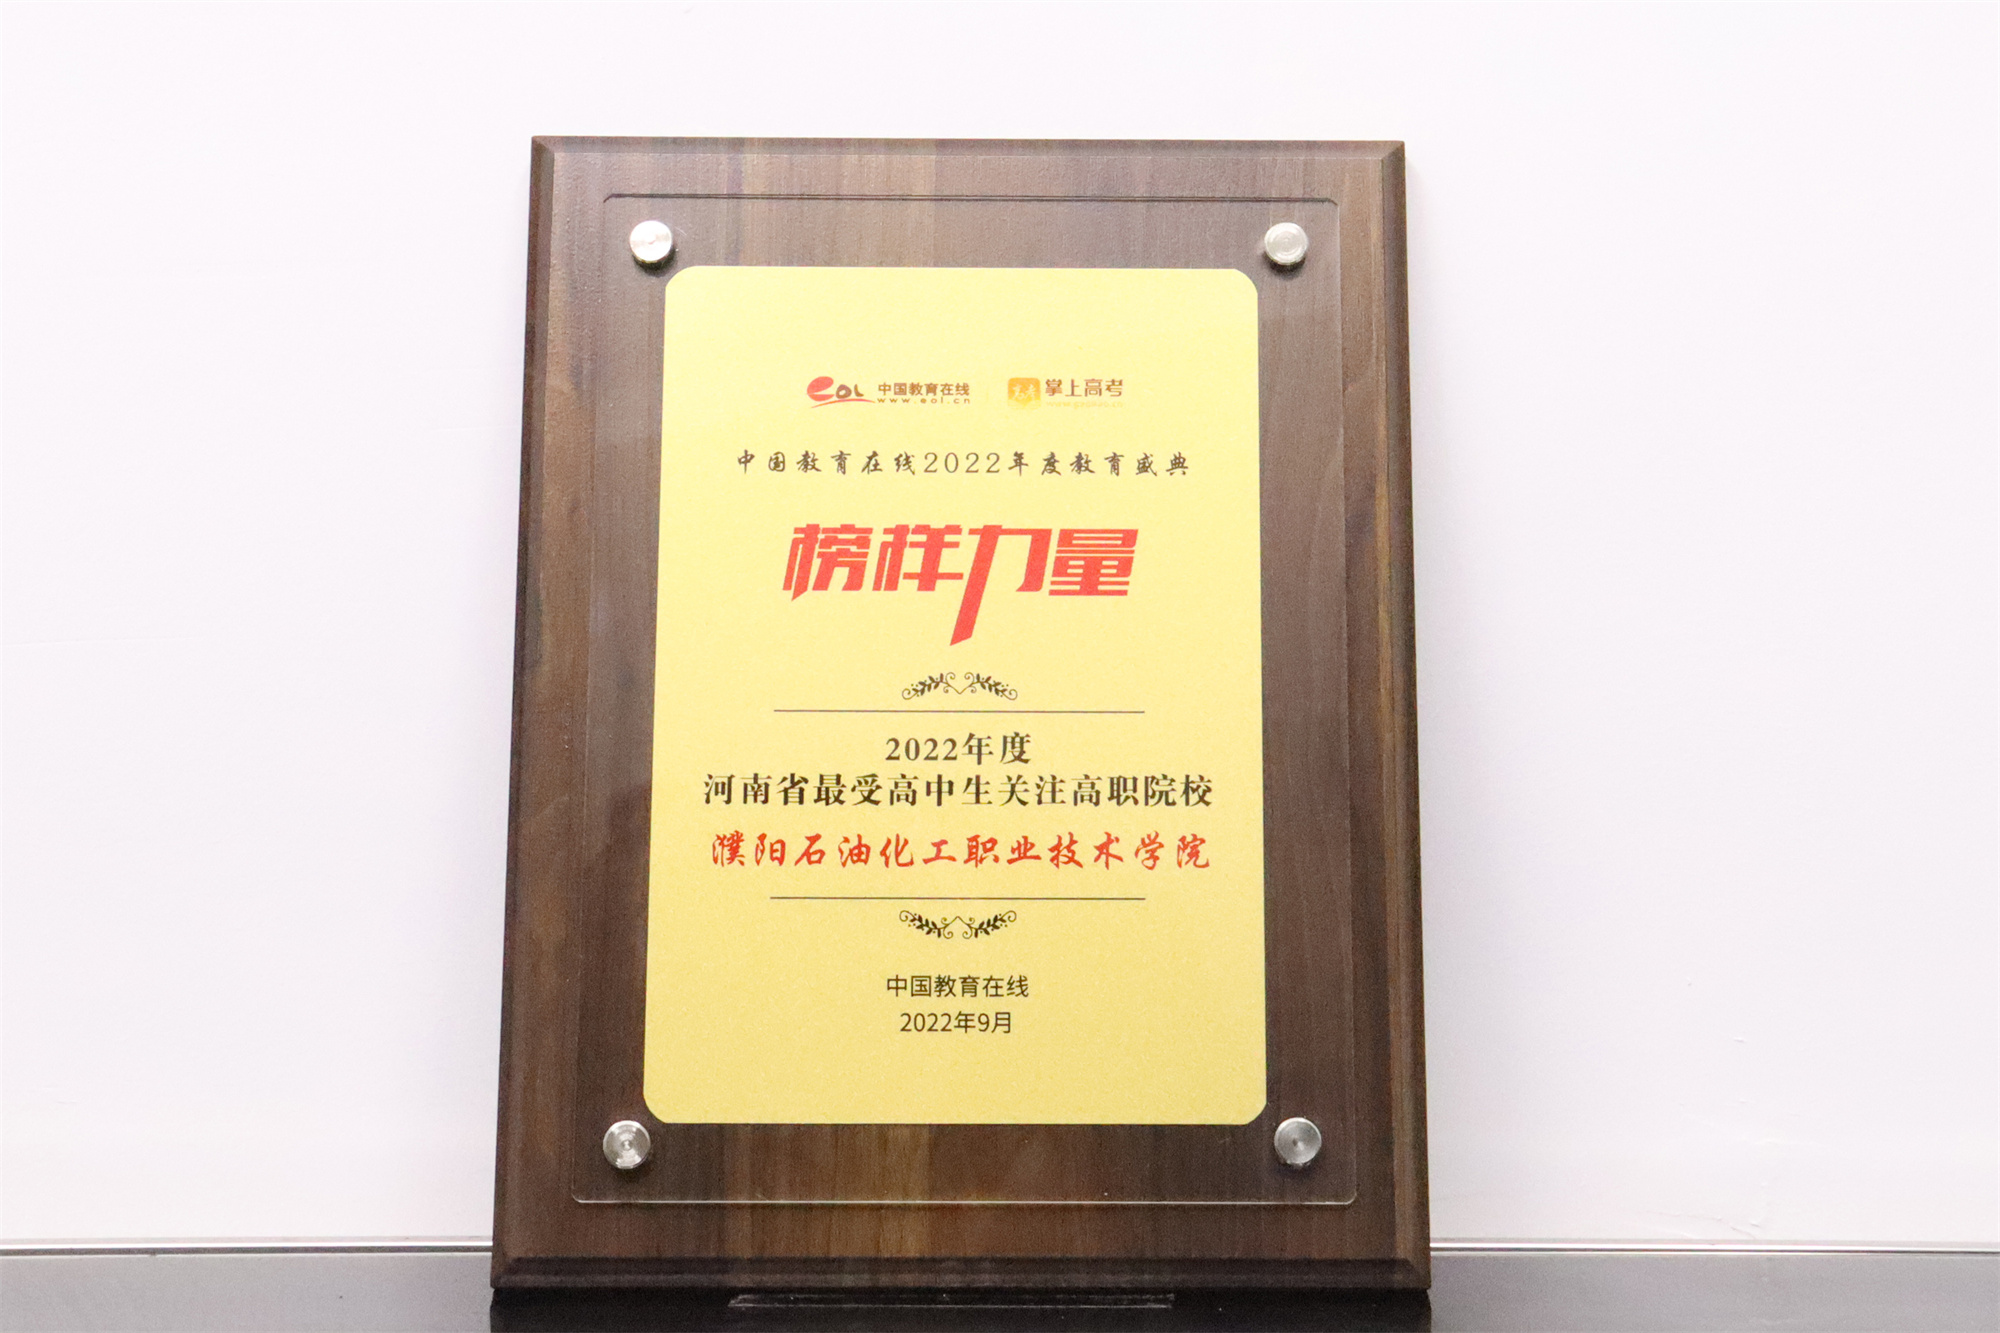 eol 中国教育在线 掌上高考
www.eol.cn
中国教育在线2022年度教育盛典
榜样力量
2022年度
河南省最受高中生关注高职院校
濮阳石油化工职业技术学院
中国教育在线
2022年9月